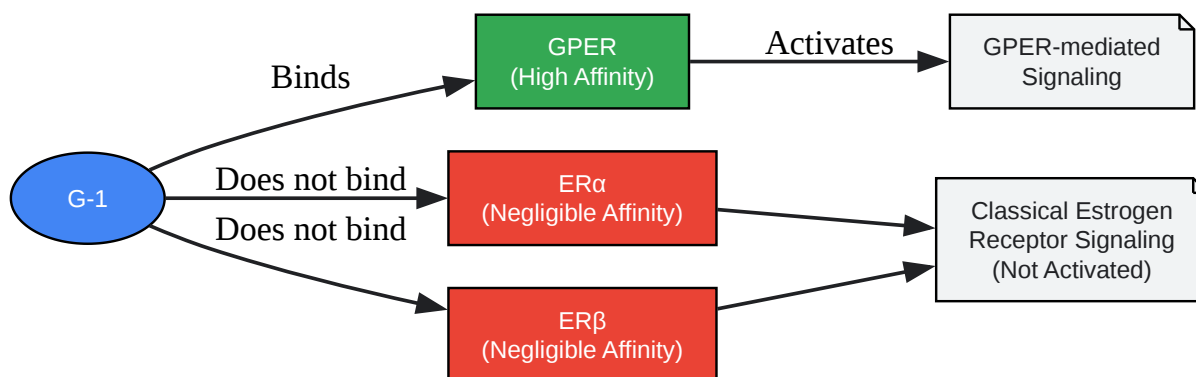 GPER
(High Affinity)
Activates
GPER-mediated
Signaling
Binds
G-1
Does not bind
ERα
(Negligible Affinity)
Does not bind
ERβ
(Negligible Affinity)
Classical Estrogen
Receptor Signaling
(Not Activated)